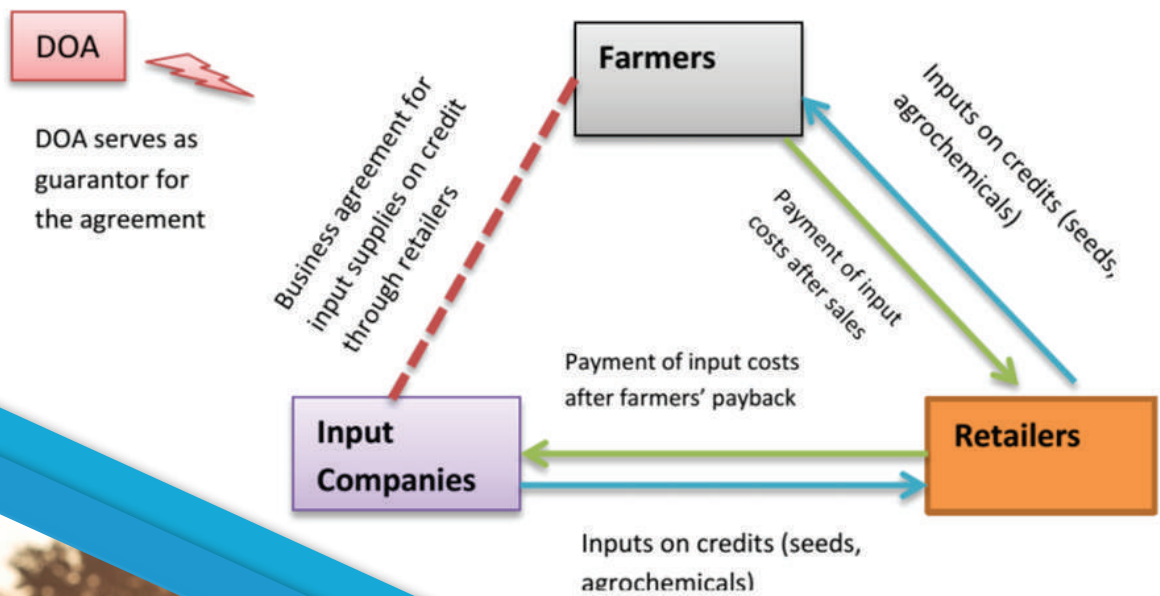 DOA
DOA serves as
guarantor for
the agreement
Business agreement for
input supplies on credit
through retailers
Farmers
Inputs on credits (seeds,
agrochemicals)
Payment of input
costs after sales
Payment of input costs
after farmers’ payback
Input
Companies
Retailers
Inputs on credits (seeds,
agrochemicals)